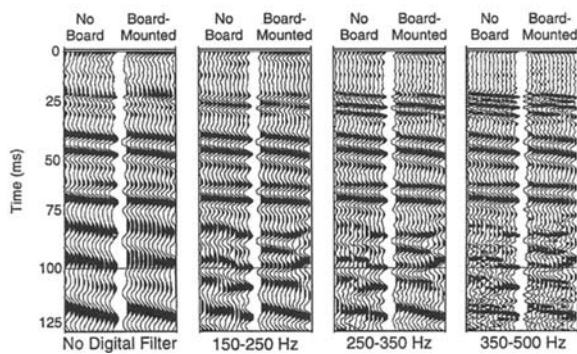 No Board Board-Mounted No Board Board-Mounted No Board Board-Mounted No Board Board-Mounted
0
25
50
75
100
125
Time (ms)
No Digital Filter 150-250 Hz 250-350 Hz 350-500 Hz